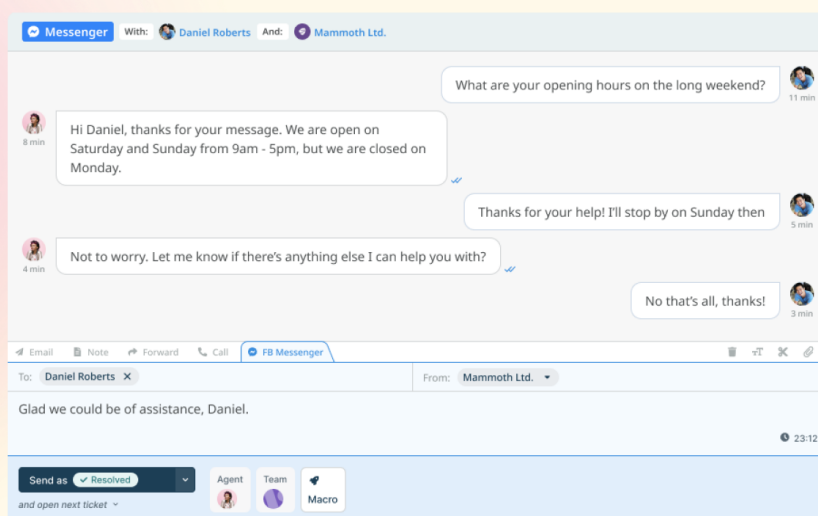 Messenger With: Daniel Roberts And: Mammoth Ltd.
What are your opening hours on the long weekend?
11 min
Hi Daniel, thanks for your message. We are open on
Saturday and Sunday from 9am - 5pm, but we are closed on
Monday.
8 min
Thanks for your help! I'll stop by on Sunday then
5 min
Not to worry. Let me know if there's anything else I can help you with?
4 min
No that's all, thanks!
3 min
Email Note Forward Call FB Messenger
To: Daniel Roberts From: Mammoth Ltd.
Glad we could be of assistance, Daniel.
23:12
Send as Resolved Agent Team Macro
and open next ticket